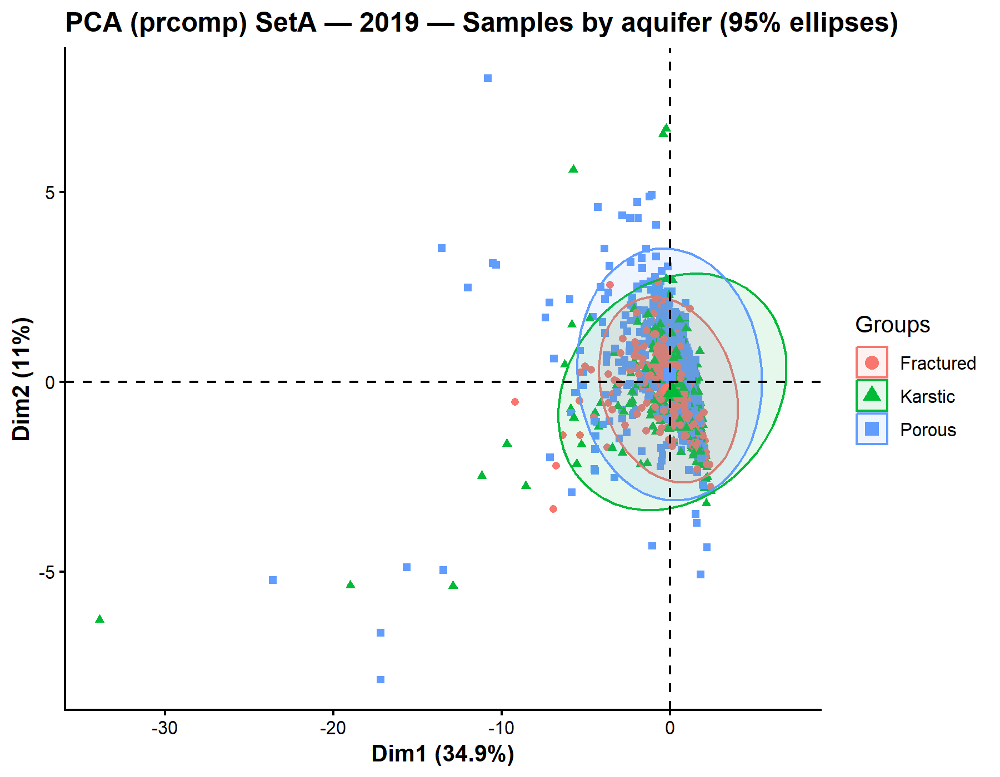 PCA (prcomp) SetA — 2019 — Samples by aquifer (95% ellipses)
Dim2 (11%)
5
0
-5
-30
-20
-10
0
Dim1 (34.9%)
Groups
Fractured
Karstic
Porous